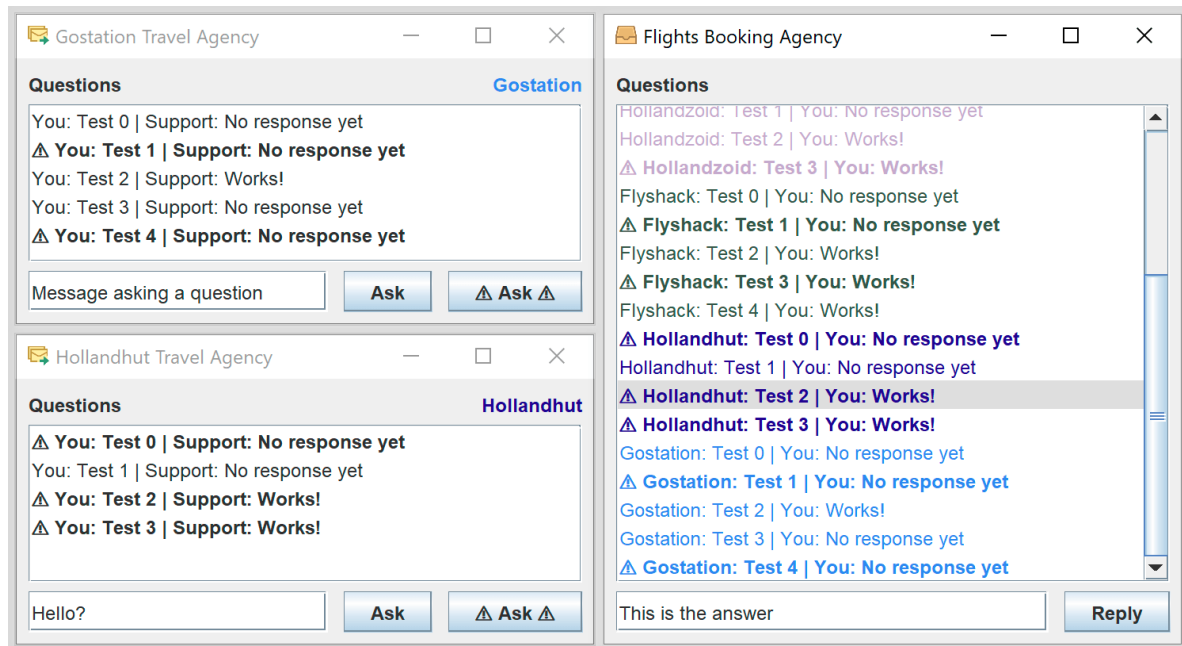 Gostation Travel Agency
Questions
Gostation
You: Test 0 | Support: No response yet
⚠ You: Test 1 | Support: No response yet
You: Test 2 | Support: Works!
You: Test 3 | Support: No response yet
⚠ You: Test 4 | Support: No response yet
Message asking a question
Ask
⚠ Ask ⚠
Hollandhut Travel Agency
Questions
Hollandhut
⚠ You: Test 0 | Support: No response yet
You: Test 1 | Support: No response yet
⚠ You: Test 2 | Support: Works!
⚠ You: Test 3 | Support: Works!
Hello?
Ask
⚠ Ask ⚠
Flights Booking Agency
Questions
Hollandzoid: Test 1 | You: No response yet
Hollandzoid: Test 2 | You: Works!
⚠ Hollandzoid: Test 3 | You: Works!
Flyshack: Test 0 | You: No response yet
⚠ Flyshack: Test 1 | You: No response yet
Flyshack: Test 2 | You: Works!
⚠ Flyshack: Test 3 | You: Works!
Flyshack: Test 4 | You: Works!
⚠ Hollandhut: Test 0 | You: No response yet
Hollandhut: Test 1 | You: No response yet
⚠ Hollandhut: Test 2 | You: Works!
⚠ Hollandhut: Test 3 | You: Works!
Gostation: Test 0 | You: No response yet
⚠ Gostation: Test 1 | You: No response yet
Gostation: Test 2 | You: Works!
Gostation: Test 3 | You: No response yet
⚠ Gostation: Test 4 | You: No response yet
This is the answer
Reply